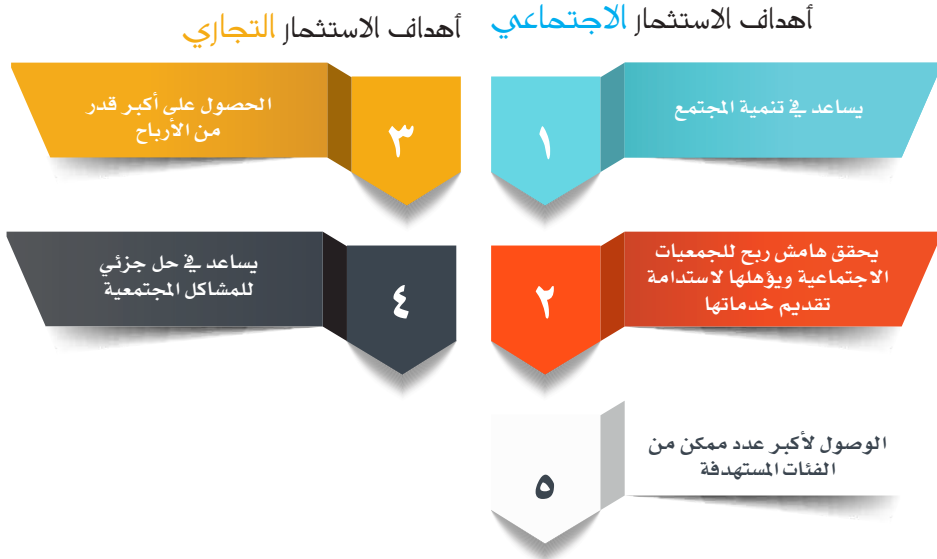 أهداف الاستثمار الاجتماعي
١
يساعد في تنمية المجتمع
٢
يحقق هامش ربح للجمعيات
الاجتماعية ويؤهلها لاستدامة
تقديم خدماتها
٥
الوصول لأكبر عدد ممكن من
الفئات المستهدفة
أهداف الاستثمار التجاري
٣
الحصول على أكبر قدر
من الأرباح
٤
يساعد في حل جزئي
للمشاكل المجتمعية